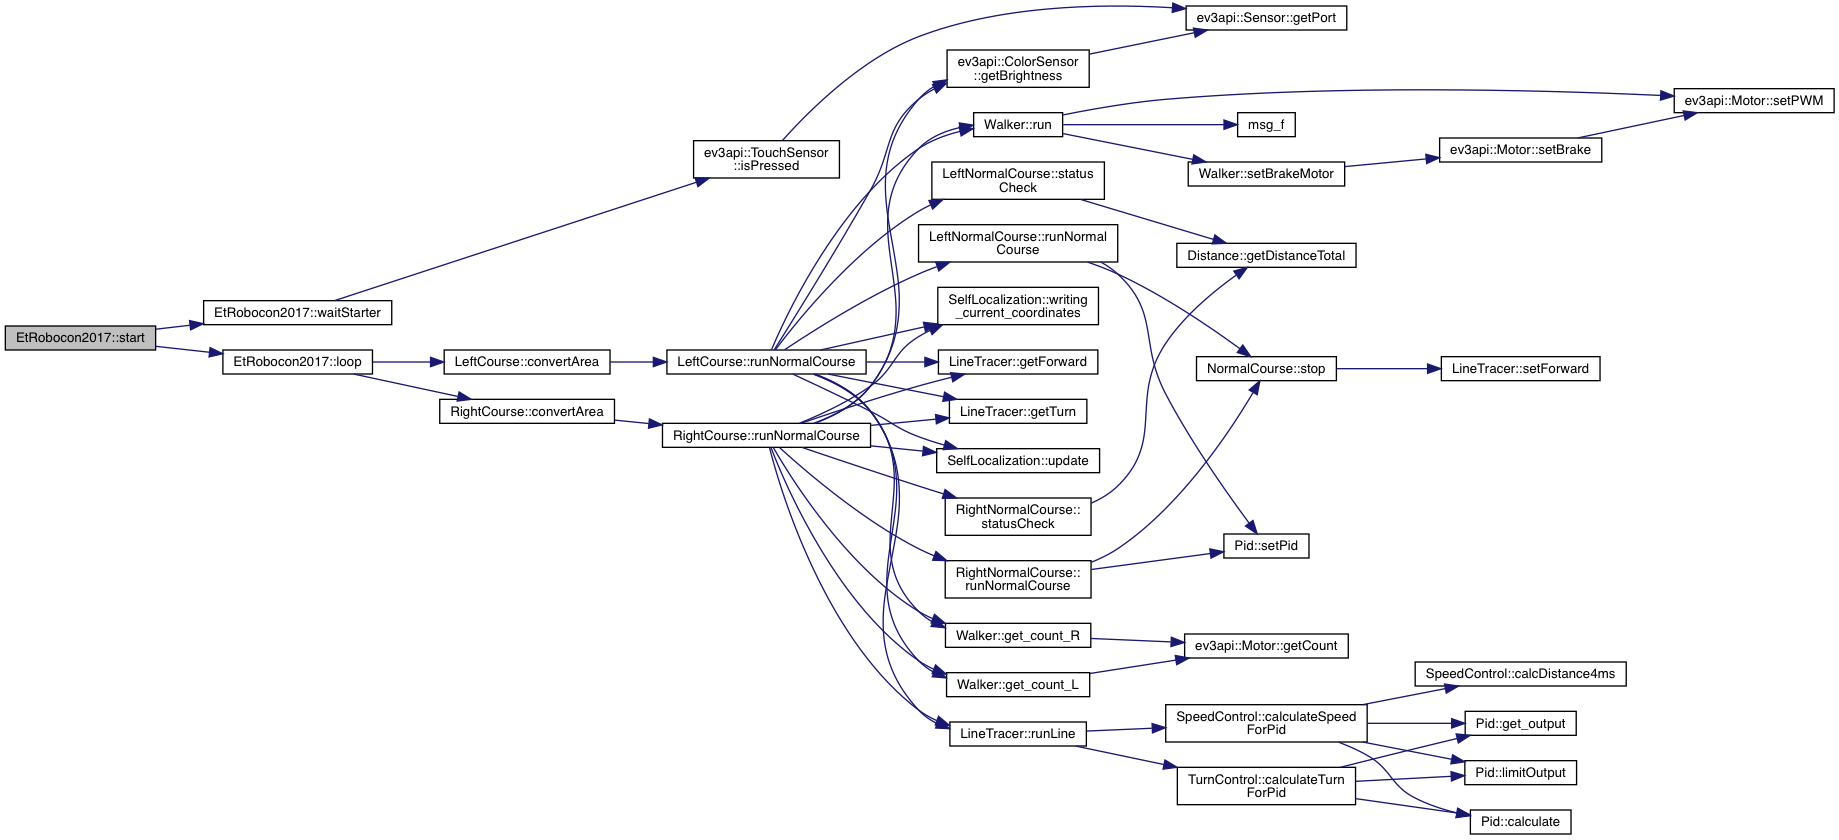 EtRobocon2017::start
EtRobocon2017::waitStarter
EtRobocon2017::loop
ev3api::TouchSensor
::isPressed
LeftCourse::convertArea
RightCourse::convertArea
LeftCourse::runNormalCourse
RightCourse::runNormalCourse
ev3api::Sensor::getPort
ev3api::ColorSensor
::getBrightness
Walker::run
msg_f
ev3api::Motor::setPWM
ev3api::Motor::setBrake
Walker::setBrakeMotor
LeftNormalCourse::status
Check
LeftNormalCourse::runNormal
Course
Distance::getDistanceTotal
SelfLocalization::writing
_current_coordinates
LineTracer::getForward
NormalCourse::stop
LineTracer::setForward
LineTracer::getTurn
SelfLocalization::update
RightNormalCourse::
statusCheck
Pid::setPid
RightNormalCourse::
runNormalCourse
Walker::get_count_R
ev3api::Motor::getCount
Walker::get_count_L
LineTracer::runLine
SpeedControl::calculateSpeed
ForPid
TurnControl::calculateTurn
ForPid
SpeedControl::calcDistance4ms
Pid::get_output
Pid::limitOutput
Pid::calculate